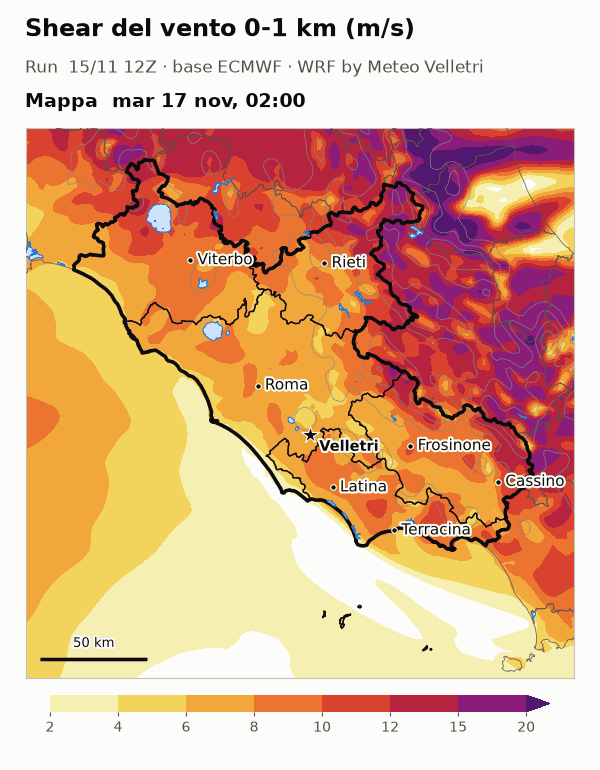 Shear del vento 0-1 km (m/s)
Run 15/11 12Z · base ECMWF · WRF by Meteo Velletri
Mappa mar 17 nov, 02:00
Viterbo
Rieti
Roma
Velletri
Frosinone
Latina
Cassino
Terracina
50 km
2 4 6 8 10 12 15 20